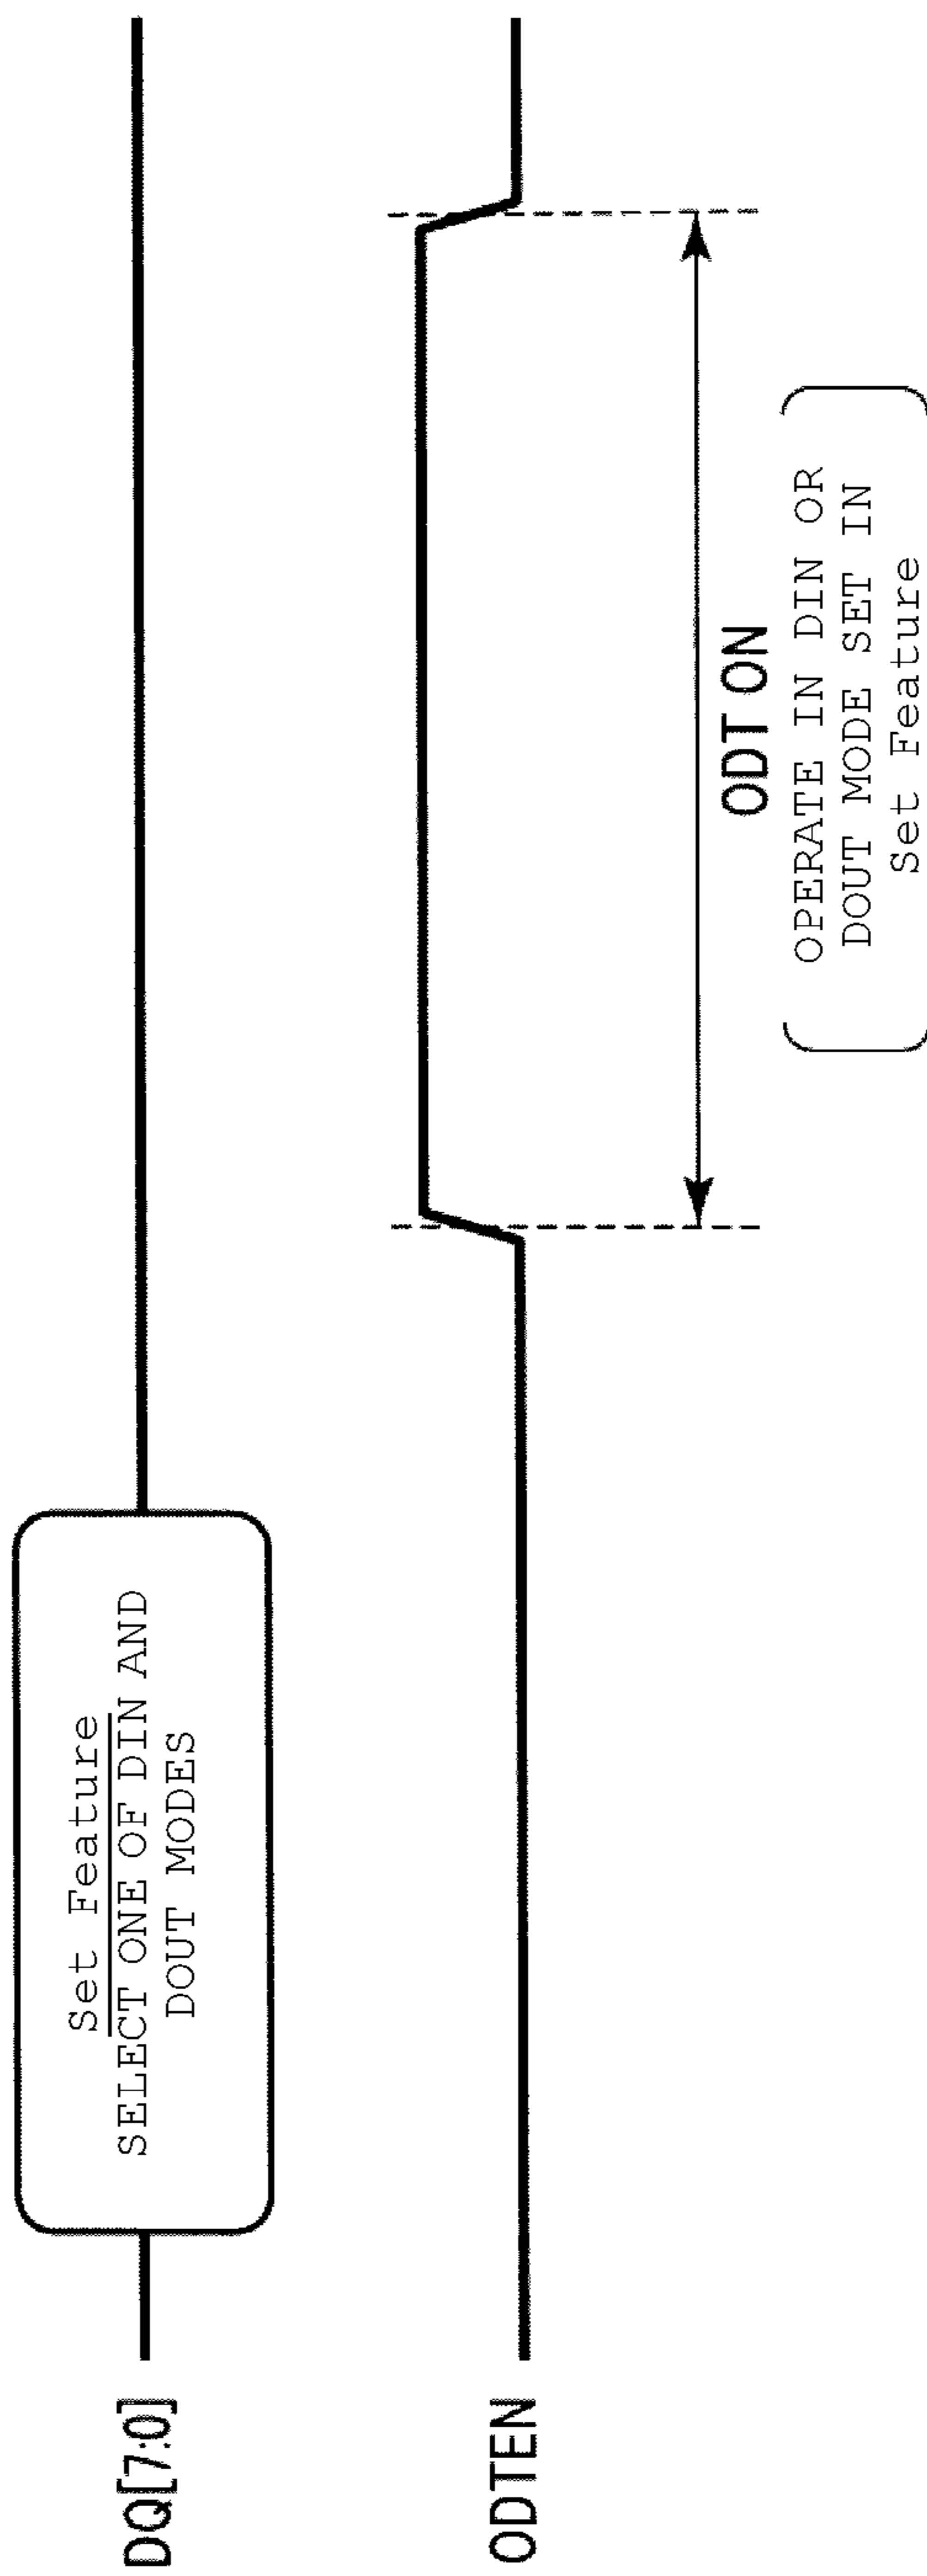 DQ[7:0]
Set Feature
SELECT ONE OF DIN AND
DOUT MODES
ODTEN
ODT ON
OPERATE IN DIN OR
DOUT MODE SET IN
Set Feature